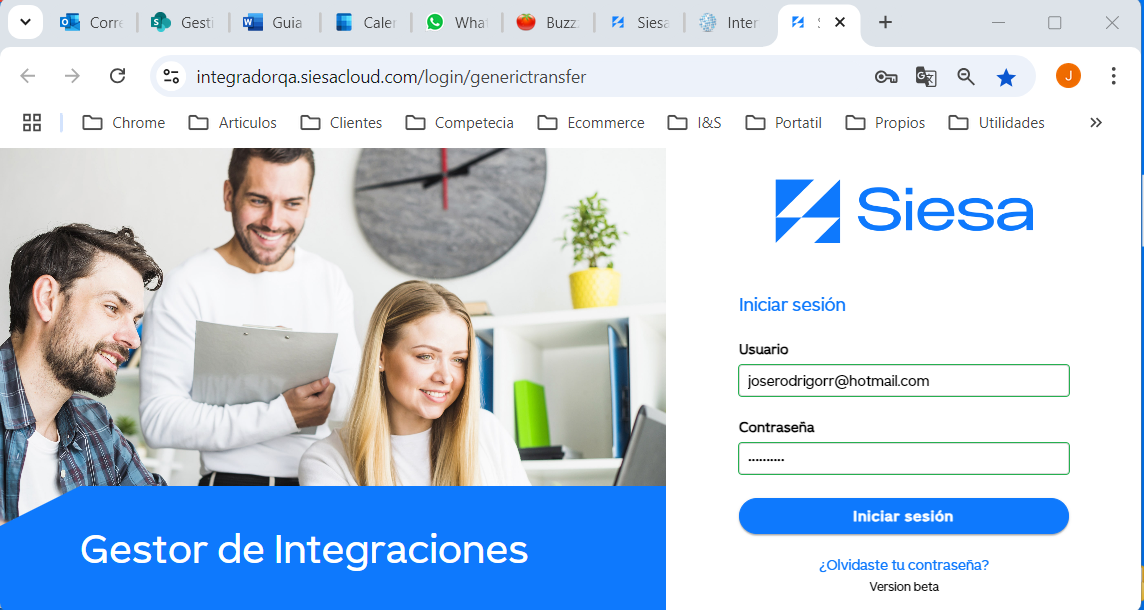 Corre
Gesti
Guia
Caler
What
Buzz
Siesa
Inter
S
integradorqa.siesacloud.com/login/generictransfer
J
Chrome
Articulos
Clientes
Competecia
Ecommerce
I&S
Portatil
Propios
Utilidades
Siesa
Iniciar sesión
Usuario
joserodrigorr@hotmail.com
Contraseña
••••••••••
Iniciar sesión
¿Olvidaste tu contraseña?
Version beta
Gestor de Integraciones